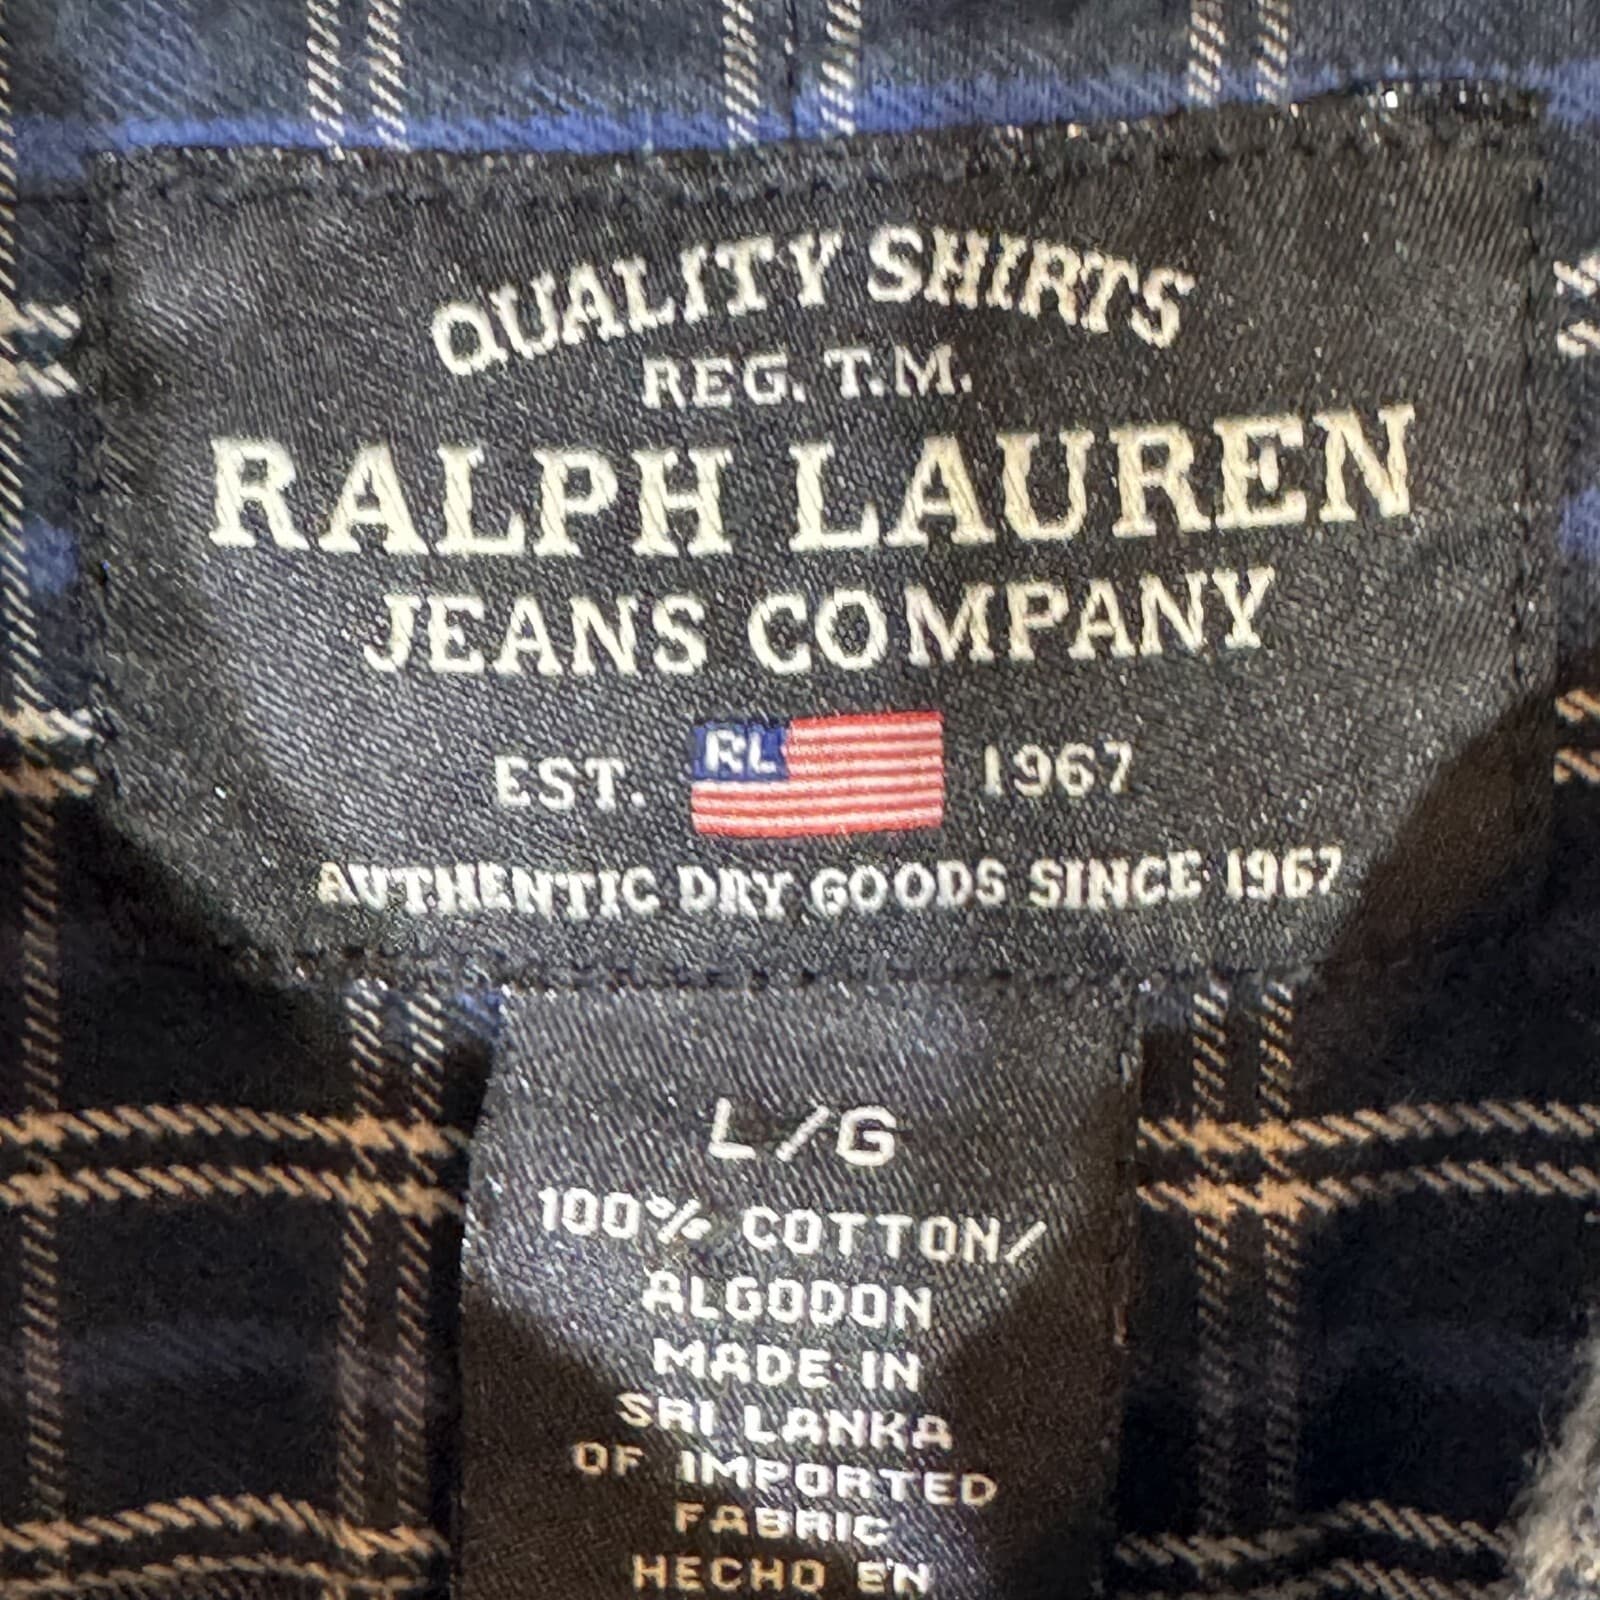 QUALITY SHIRTS
REG. T.M.
RALPH LAUREN
JEANS COMPANY
EST. RL 1967
AUTHENTIC DRY GOODS SINCE 1967
L/G
100% COTTON/
ALGODON
MADE IN
SRI LANKA
OF IMPORTED
FABRIC
HECHO EN